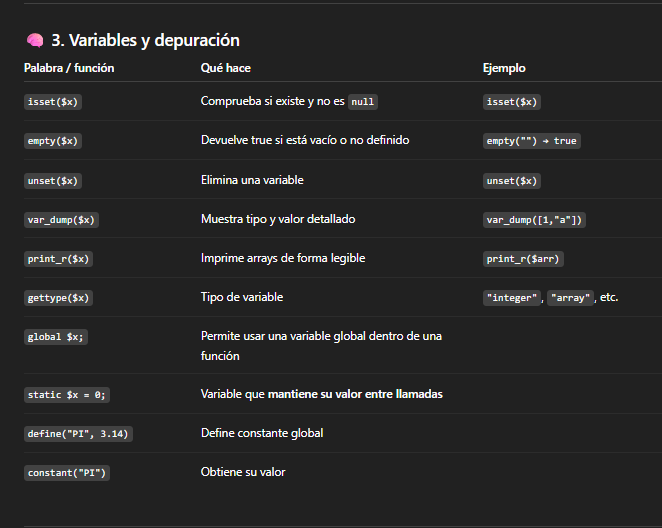 🧠 3. Variables y depuración
Palabra / función Qué hace Ejemplo
isset($x) Comprueba si existe y no es null isset($x)
empty($x) Devuelve true si está vacío o no definido empty("") → true
unset($x) Elimina una variable unset($x)
var_dump($x) Muestra tipo y valor detallado var_dump([1,"a"])
print_r($x) Imprime arrays de forma legible print_r($arr)
gettype($x) Tipo de variable "integer", "array", etc.
global $x; Permite usar una variable global dentro de una
función
static $x = 0; Variable que mantiene su valor entre llamadas
define("PI", 3.14) Define constante global
constant("PI") Obtiene su valor